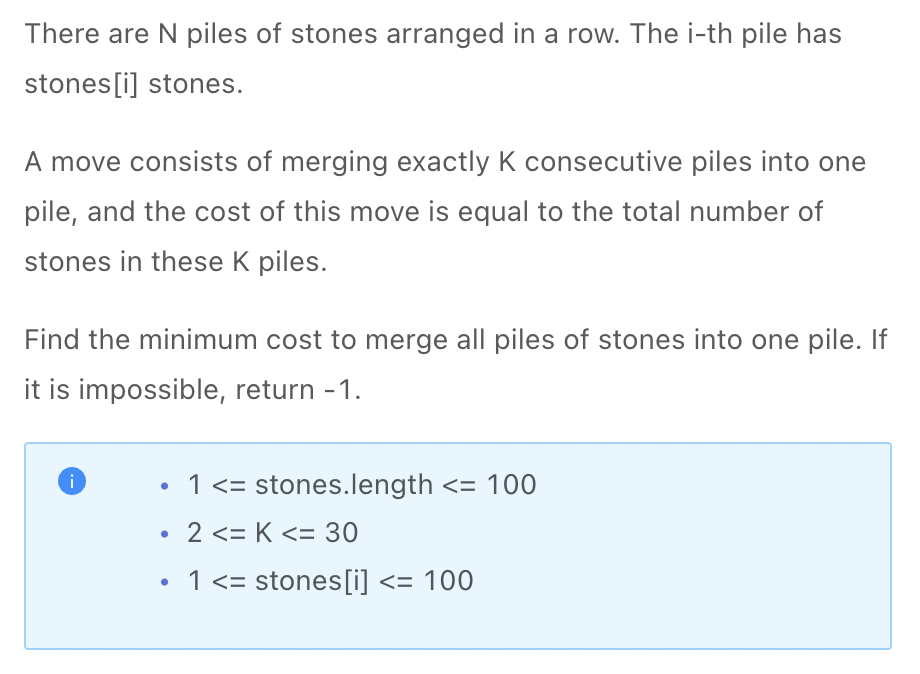 There are N piles of stones arranged in a row. The i-th pile has
stones[i] stones.
A move consists of merging exactly K consecutive piles into one
pile, and the cost of this move is equal to the total number of
stones in these K piles.
Find the minimum cost to merge all piles of stones into one pile. If
it is impossible, return -1.
i
• 1 <= stones.length <= 100
• 2 <= K <= 30
• 1 <= stones[i] <= 100